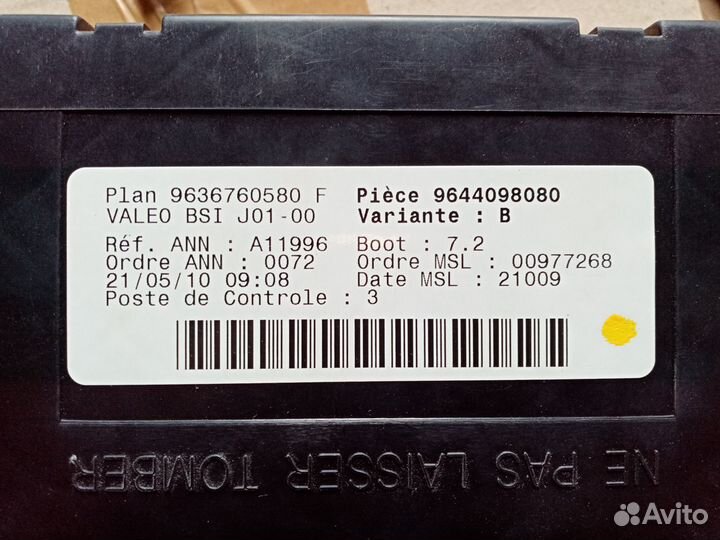 Plan 9636760580 F Pièce 9644098080
VALEO BSI J01-00 Variante : B
Réf. ANN : A11996 Boot : 7.2
Ordre ANN : 0072 Ordre MSL : 00977268
21/05/10 09:08 Date MSL : 21009
Poste de Controle : 3
NE PAS LAISSER TOMBER
Avito